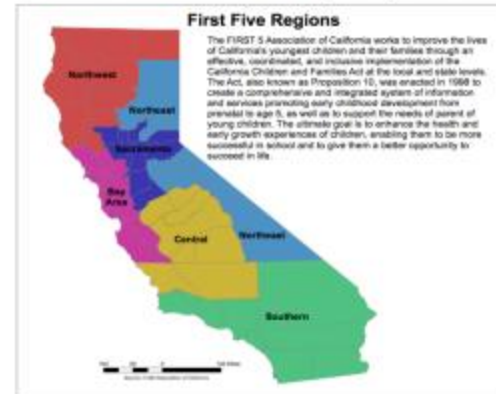 First Five Regions
The FIRST 5 Association of California works to improve the lives
of California's youngest children and their families through an
effective, coordinated, and inclusive implementation of the
California Children and Families Act at the local and state levels.
The Act, also known as Proposition 10, was enacted in 1998 to
create a comprehensive and integrated system of information
and services promoting early childhood development from
prenatal to age 5, as well as to support the needs of parent of
young children. The ultimate goal is to enhance the health and
early growth experiences of children, enabling them to be more
successful in school and to give them a better opportunity to
succeed in life.
Northwest
Northeast
Sacramento
Bay
Area
Central
Northeast
Southern